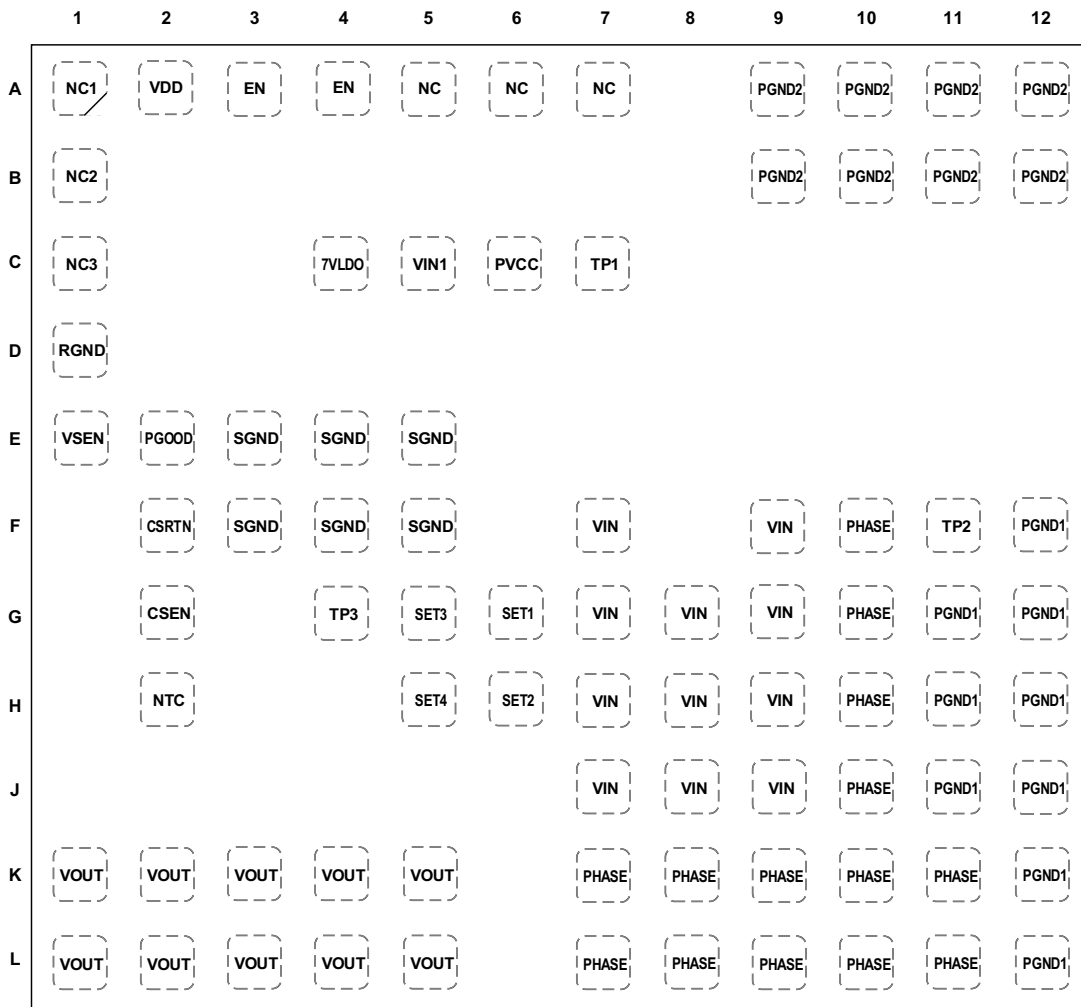 1 2 3 4 5 6 7 8 9 10 11 12
A NC1 VDD EN EN NC NC NC PGND2 PGND2 PGND2 PGND2
B NC2 PGND2 PGND2 PGND2 PGND2
C NC3 7VLDO VIN1 PVCC TP1
D RGND
E VSEN PGOOD SGND SGND SGND
F CSRTN SGND SGND SGND VIN VIN PHASE TP2 PGND1
G CSEN TP3 SET3 SET1 VIN VIN VIN PHASE PGND1 PGND1
H NTC SET4 SET2 VIN VIN VIN PHASE PGND1 PGND1
J VIN VIN VIN PHASE PGND1 PGND1
K VOUT VOUT VOUT VOUT VOUT PHASE PHASE PHASE PHASE PHASE PGND1
L VOUT VOUT VOUT VOUT VOUT PHASE PHASE PHASE PHASE PHASE PGND1